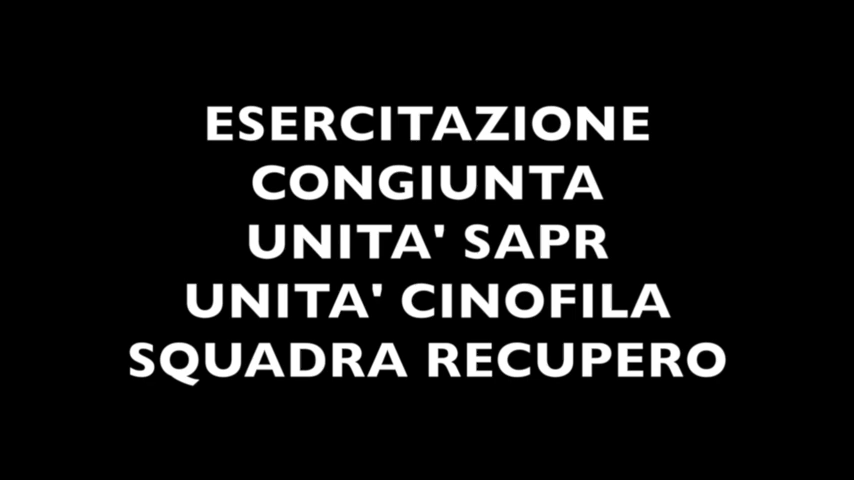 ESERCITAZIONE
CONGIUNTA
UNITA' SAPR
UNITA' CINOFILA
SQUADRA RECUPERO